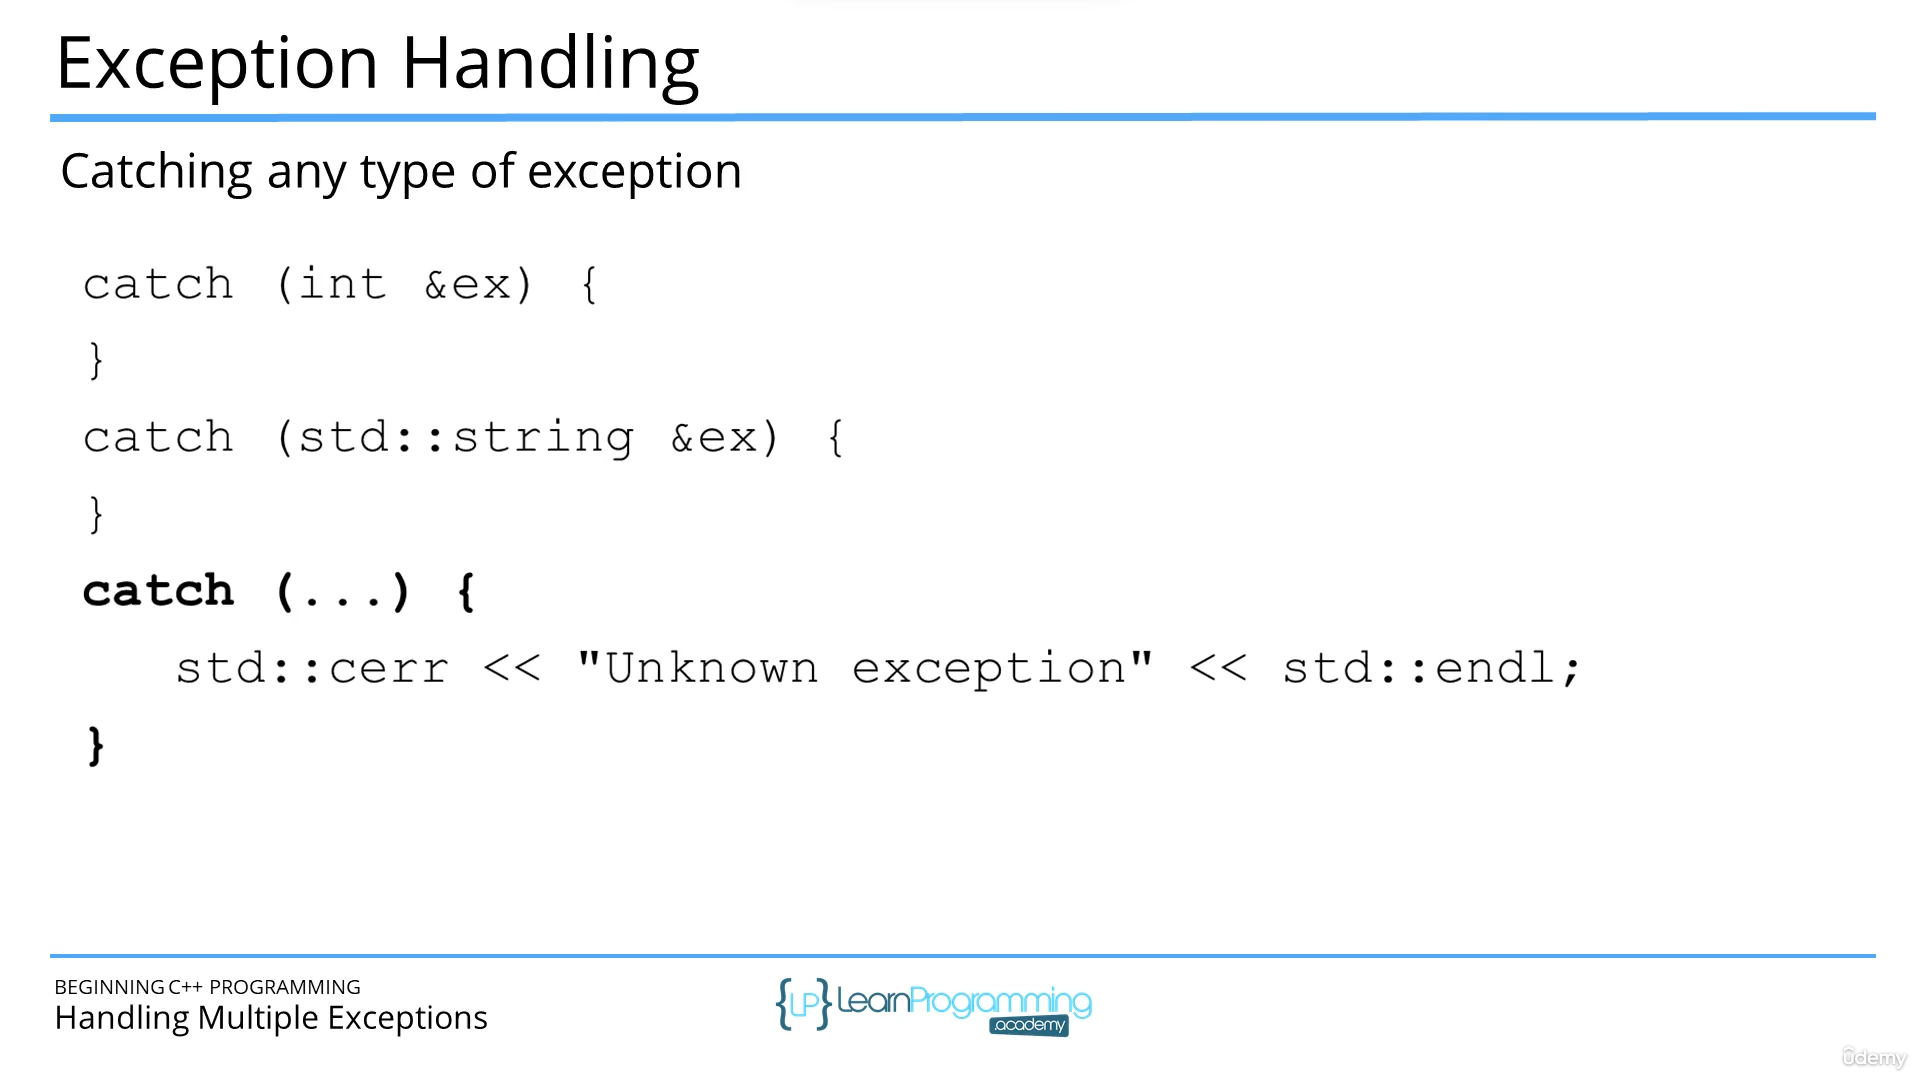 Exception Handling
Catching any type of exception
catch (int &ex) {
}
catch (std::string &ex) {
}
catch (...) {
std::cerr << "Unknown exception" << std::endl;
}
BEGINNING C++ PROGRAMMING
Handling Multiple Exceptions
{LP} LearnProgramming
.academy
ûdemy